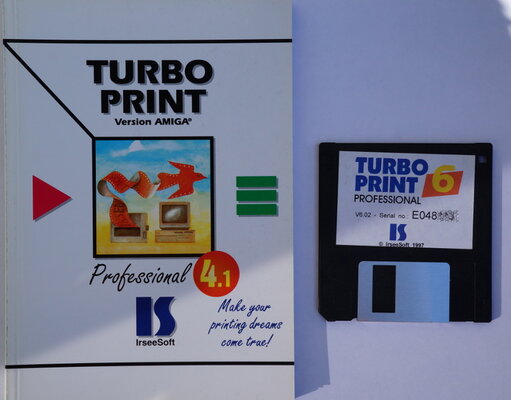 TURBO
PRINT
Version AMIGA®
Professional 4.1
IS
IrseeSoft
Make your
printing dreams
come true!
TURBO
PRINT 6
PROFESSIONAL
V6.02 - Serial no.: E048
IS
© IrseeSoft, 1997